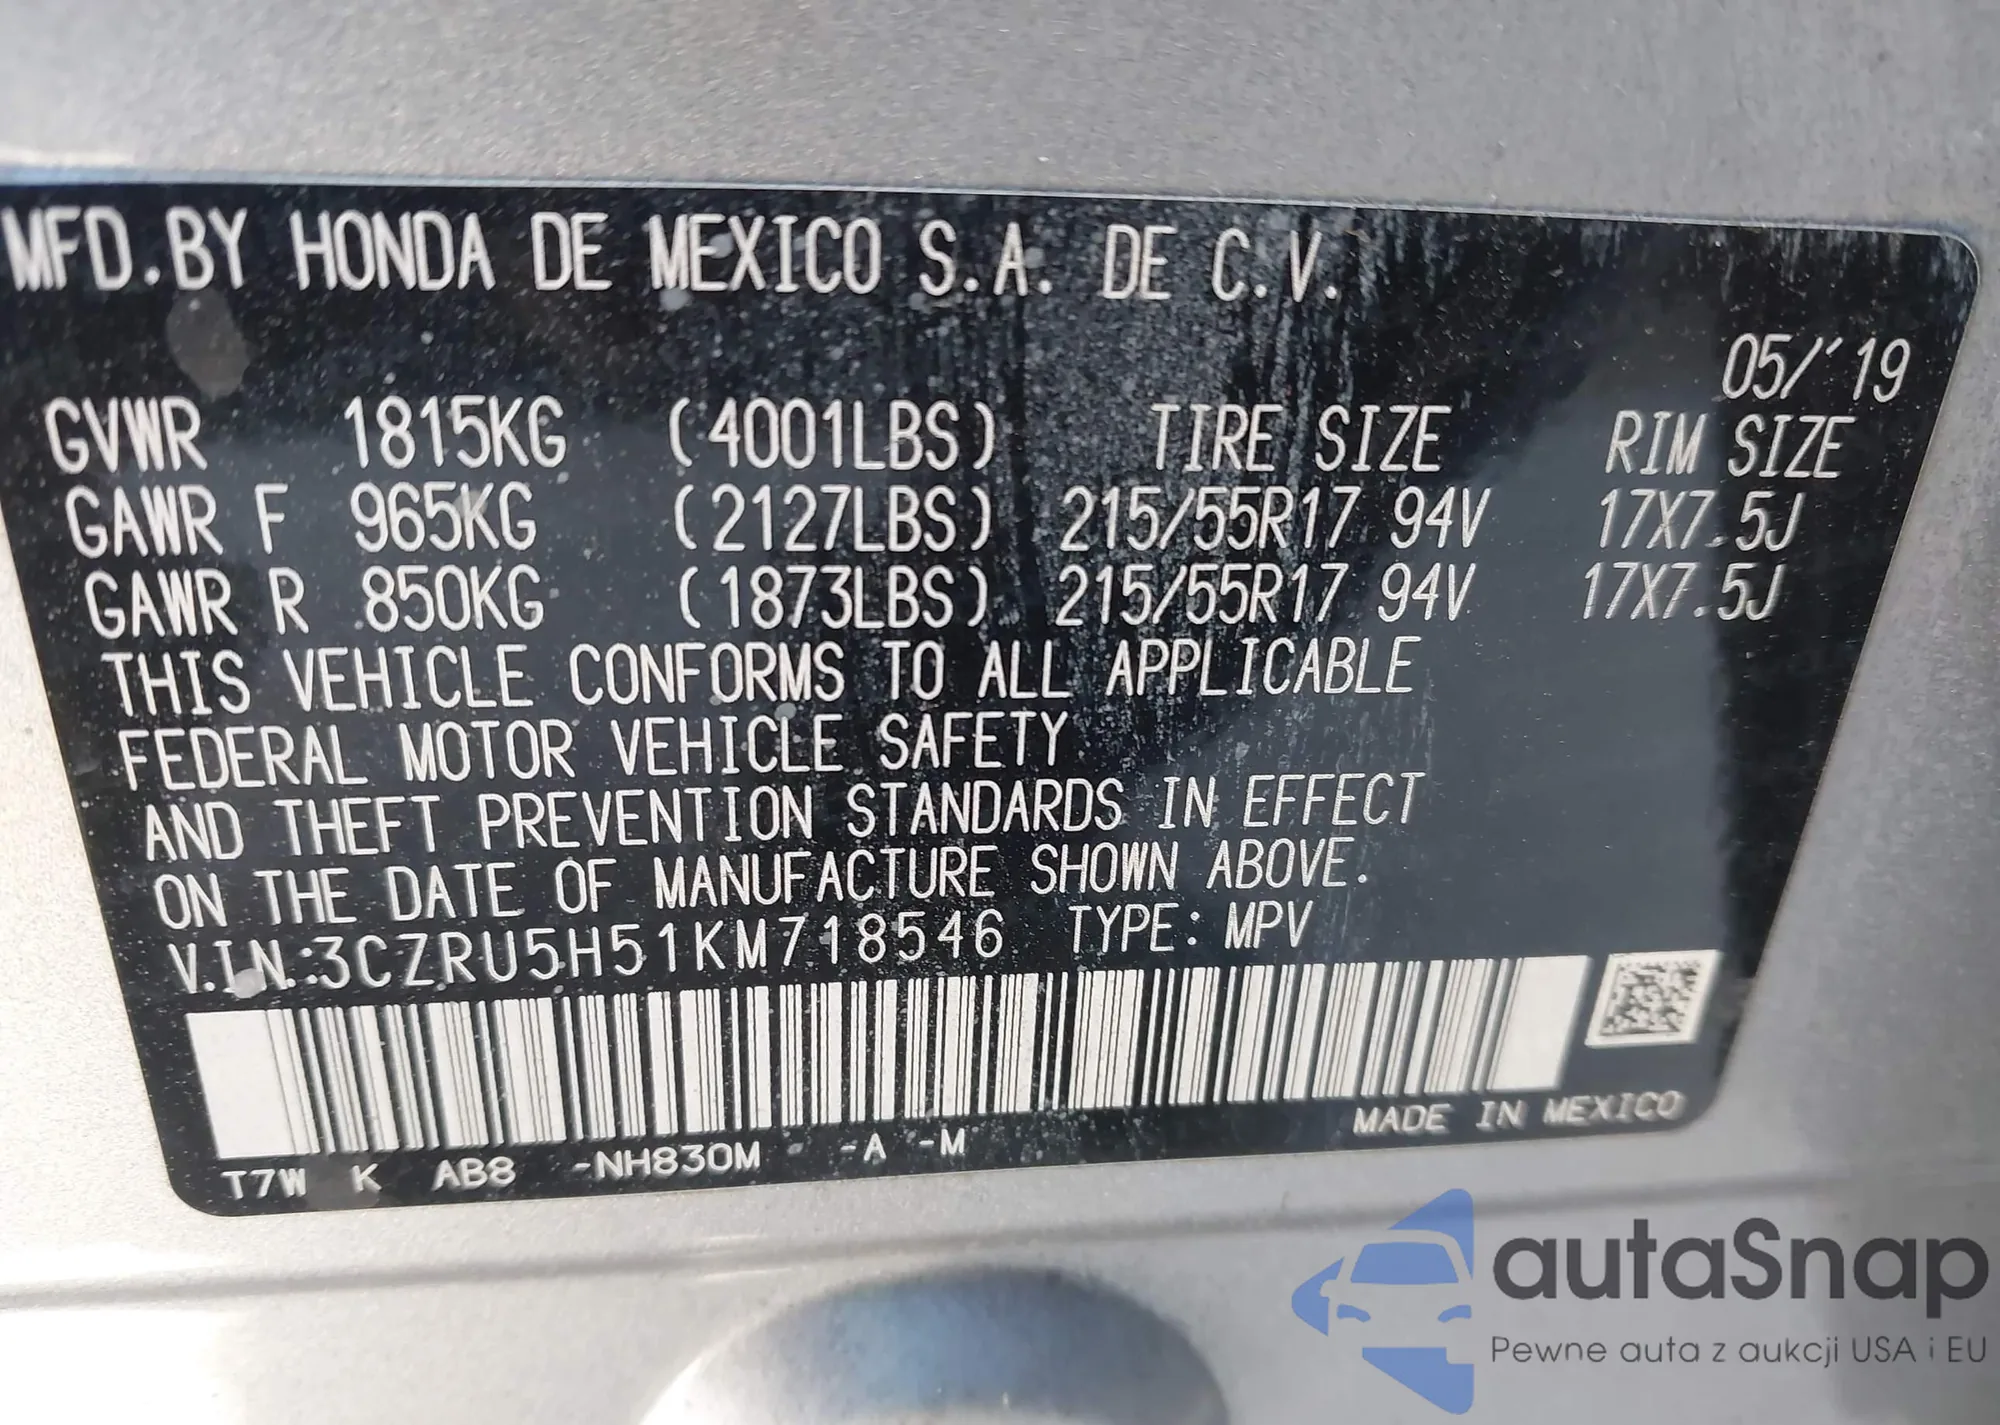 MFD.BY HONDA DE MEXICO S.A. DE C.V.
05/'19
GVWR 1815KG (4001LBS) TIRE SIZE RIM SIZE
GAWR F 965KG (2127LBS) 215/55R17 94V 17X7.5J
GAWR R 850KG (1873LBS) 215/55R17 94V 17X7.5J
THIS VEHICLE CONFORMS TO ALL APPLICABLE
FEDERAL MOTOR VEHICLE SAFETY
AND THEFT PREVENTION STANDARDS IN EFFECT
ON THE DATE OF MANUFACTURE SHOWN ABOVE.
V.I.N.:3CZRU5H51KM718546 TYPE: MPV
MADE IN MEXICO
T7W K AB8 -NH830M -A -M
autaSnap
Pewne auta z aukcji USA i EU